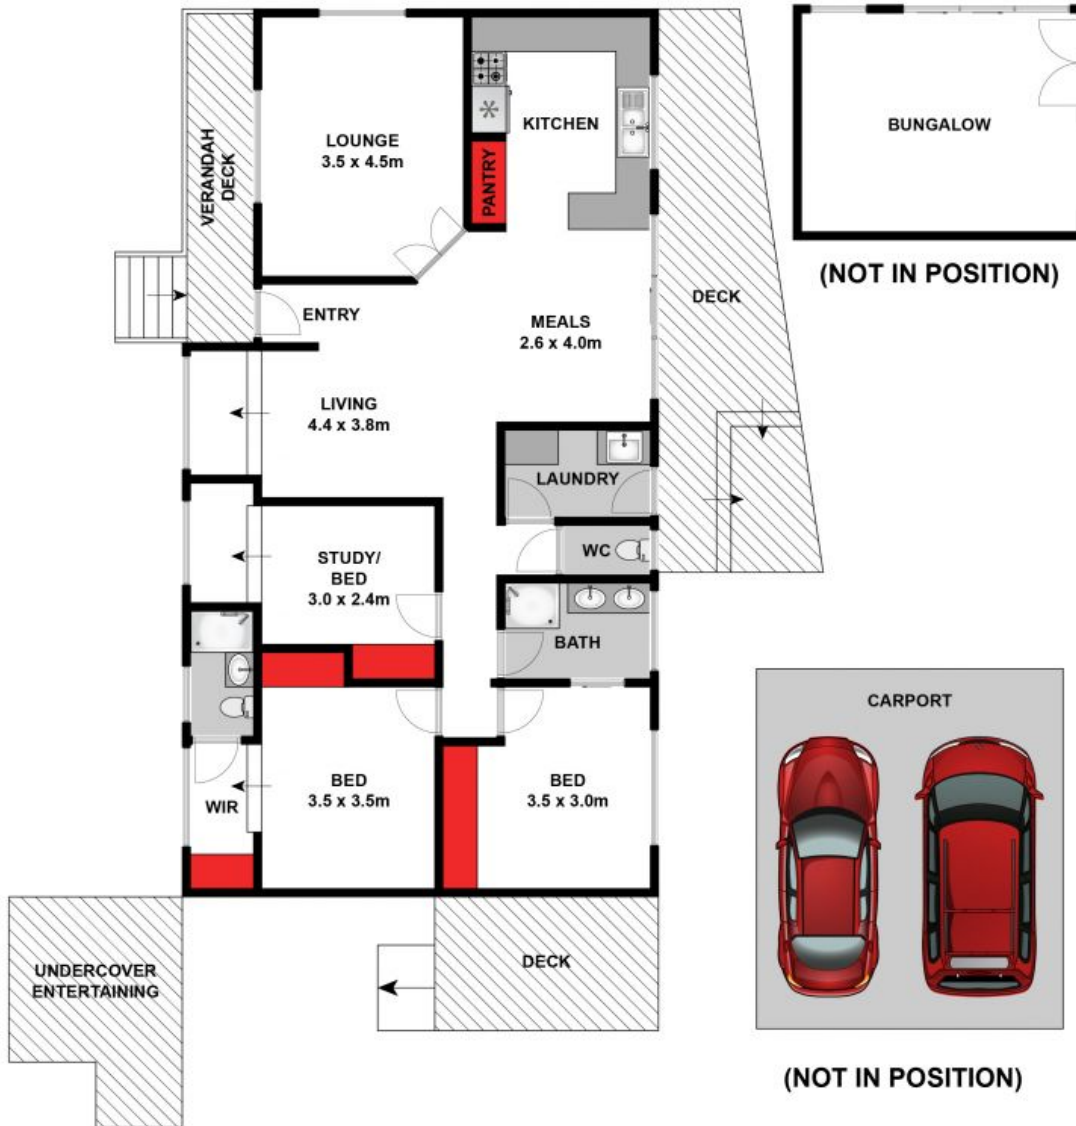 LOUNGE
3.5 x 4.5m
KITCHEN
PANTRY
VERANDAH
DECK
BUNGALOW
(NOT IN POSITION)
ENTRY
MEALS
2.6 x 4.0m
DECK
LIVING
4.4 x 3.8m
LAUNDRY
WC
STUDY/
BED
3.0 x 2.4m
BATH
CARPORT
BED
3.5 x 3.5m
BED
3.5 x 3.0m
WIR
UNDERCOVER
ENTERTAINING
DECK
(NOT IN POSITION)